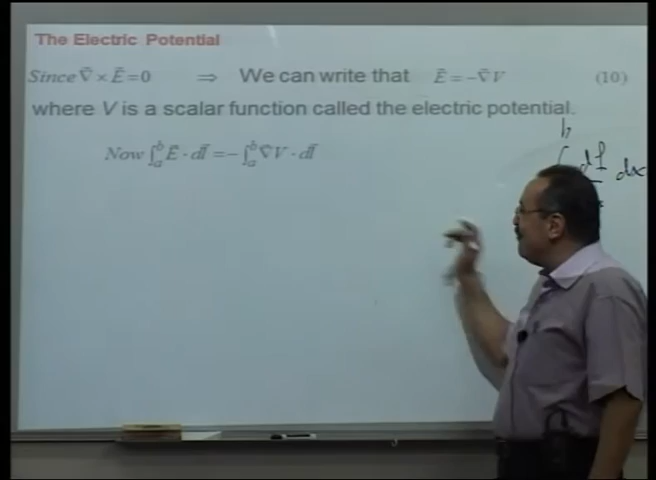 The Electric Potential
Since ∇⃗ × E⃗ = 0 ⇒ We can write that E⃗ = -∇⃗V (10)
where V is a scalar function called the electric potential.
Now ∫ₐᵇ E⃗ · dl⃗ = - ∫ₐᵇ ∇⃗V · dl⃗
b
∫ df dx